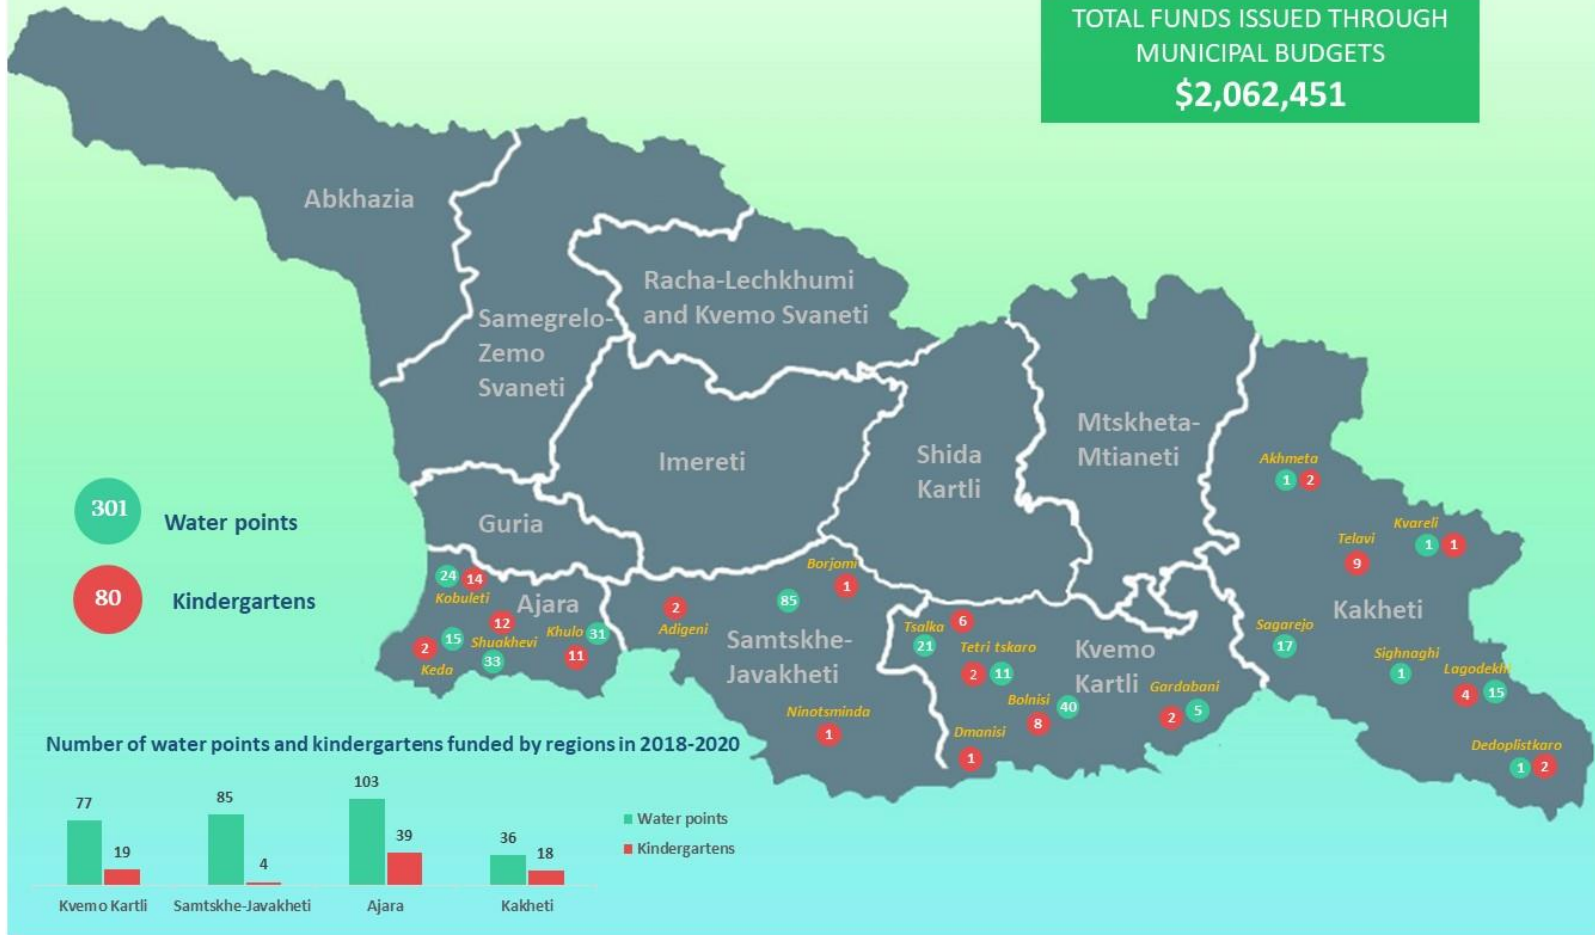 TOTAL FUNDS ISSUED THROUGH
MUNICIPAL BUDGETS
$2,062,451
Abkhazia
Racha-Lechkhumi
and Kvemo Svaneti
Samegrelo-
Zemo
Svaneti
Imereti
Shida
Kartli
Mtskheta-
Mtianeti
Akhmeta
1 2
Kvareli
1 1
Telavi
9
Kakheti
Sagarejo
17
Sighnaghi
1
Lagodekhi
4 15
Dedoplistkaro
1 2
301 Water points
80 Kindergartens
Guria
24 14
Kobuleti
Ajara
12
Shuakhevi
33
Khulo 31
11
2 15
Keda
2
Adigeni
85
Borjomi
1
Samtskhe-
Javakheti
Ninotsminda
1
6
Tsalka
21
Tetri tskaro
2 11
Kvemo
Kartli
Bolnisi 40
8
Gardabani
2 5
Dmanisi
1
Number of water points and kindergartens funded by regions in 2018-2020
77
19
85
4
103
39
36
18
Kvemo Kartli
Samtskhe-Javakheti
Ajara
Kakheti
Water points
Kindergartens